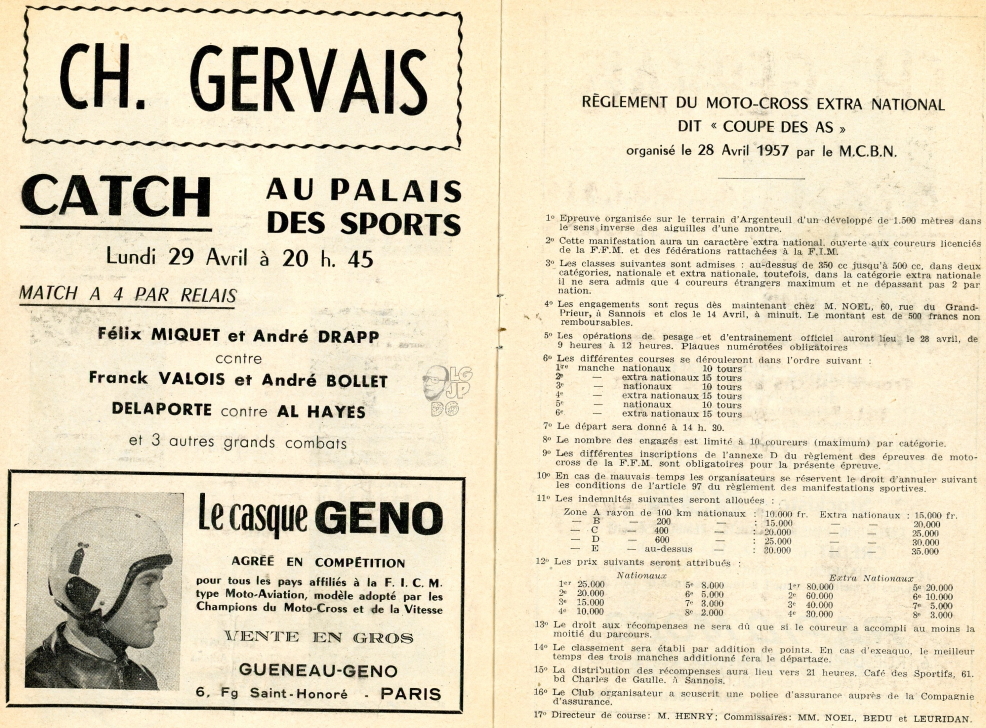 CH. GERVAIS
CATCH
AU PALAIS
DES SPORTS
Lundi 29 Avril à 20 h. 45
MATCH A 4 PAR RELAIS
Félix MIQUET et André DRAPP
contre
Franck VALOIS et André BOLLET
DELAPORTE contre AL HAYES
et 3 autres grands combats
LG
JP
Le casque GENO
AGRÉÉ EN COMPÉTITION
pour tous les pays affiliés à la F. I. C. M.
type Moto-Aviation, modèle adopté par les
Champions du Moto-Cross et de la Vitesse
VENTE EN GROS
GUENEAU-GENO
6, Fg Saint-Honoré - PARIS
RÈGLEMENT DU MOTO-CROSS EXTRA NATIONAL
DIT « COUPE DES AS »
organisé le 28 Avril 1957 par le M.C.B.N.
1° Epreuve organisée sur le terrain d'Argenteuil d'un développé de 1.500 mètres dans
le sens inverse des aiguilles d'une montre.
2° Cette manifestation aura un caractère extra national, ouverte aux coureurs licenciés
de la F.F.M. et des fédérations rattachées à la F.I.M.
3° Les classes suivantes sont admises : au-dessus de 350 cc jusqu'à 500 cc, dans deux
catégories, nationale et extra nationale, toutefois, dans la catégorie extra nationale
il ne sera admis que 4 coureurs étrangers maximum et ne dépassant pas 2 par
nation.
4° Les engagements sont reçus dès maintenant chez M. NOEL, 60, rue du Grand-
Prieur, à Sannois et clos le 14 Avril, à minuit. Le montant est de 500 francs non
remboursables.
5° Les opérations de pesage et d'entrainement officiel auront lieu le 28 avril, de
9 heures à 12 heures. Plaques numérotées obligatoires
6° Les différentes courses se dérouleront dans l'ordre suivant :
1re manche nationaux 10 tours
2e — extra nationaux 15 tours
3e — nationaux 10 tours
4e — extra nationaux 15 tours
5e — nationaux 10 tours
6e — extra nationaux 15 tours
7° Le départ sera donné à 14 h. 30.
8° Le nombre des engagés est limité à 10 coureurs (maximum) par catégorie.
9° Les différentes inscriptions de l'annexe D du règlement des épreuves de moto-
cross de la F.F.M. sont obligatoires pour la présente épreuve.
10° En cas de mauvais temps les organisateurs se réservent le droit d'annuler suivant
les conditions de l'article 97 du règlement des manifestations sportives.
11° Les indemnités suivantes seront allouées :
Zone A rayon de 100 km nationaux : 10.000 fr. Extra nationaux : 15.000 fr.
— B — 200 — : 15.000 — — 20.000
— C — 400 — : 20.000 — — 25.000
— D — 600 — : 25.000 — — 30.000
— E — au-dessus — : 30.000 — — 35.000
12° Les prix suivants seront attribués :
Nationaux Extra Nationaux
1er 25.000 5e 8.000 1er 80.000 5e 20.000
2e 20.000 6e 5.000 2e 60.000 6e 10.000
3e 15.000 7e 3.000 3e 40.000 7e 5.000
4e 10.000 8e 2.000 4e 30.000 8e 3.000
13° Le droit aux récompenses ne sera dû que si le coureur a accompli au moins la
moitié du parcours.
14° Le classement sera établi par addition de points. En cas d'exeaquo, le meilleur
temps des trois manches additionné fera le départage.
15° La distribution des récompenses aura lieu vers 21 heures, Café des Sportifs, 61.
bd Charles de Gaulle. à Sannois.
16° Le Club organisateur a souscrit une police d'assurance auprès de la Compagnie
d'assurance.
17° Directeur de course: M. HENRY; Commissaires: MM. NOEL, BEDU et LEURIDAN.